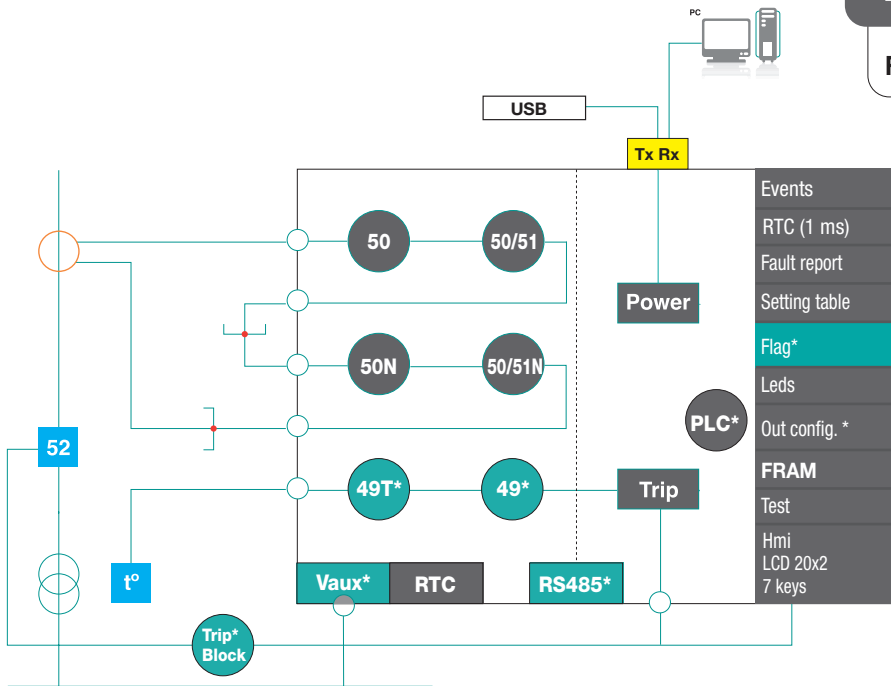 PC
USB
Tx Rx
Events
RTC (1 ms)
Fault report
Setting table
Flag*
Leds
Out config. *
FRAM
Test
Hmi
LCD 20x2
7 keys
50
50/51
Power
50N
50/51N
PLC*
52
49T*
49*
Trip
t°
Vaux*
RTC
RS485*
Trip*
Block